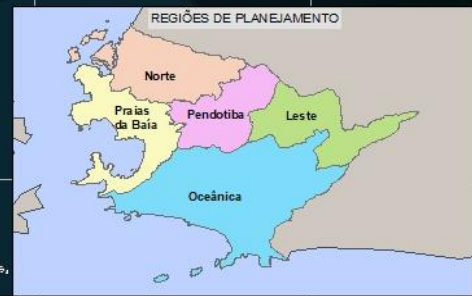 REGIÕES DE PLANEJAMENTO
Norte
Praias
da Baía
Pendotiba
Leste
Oceânica